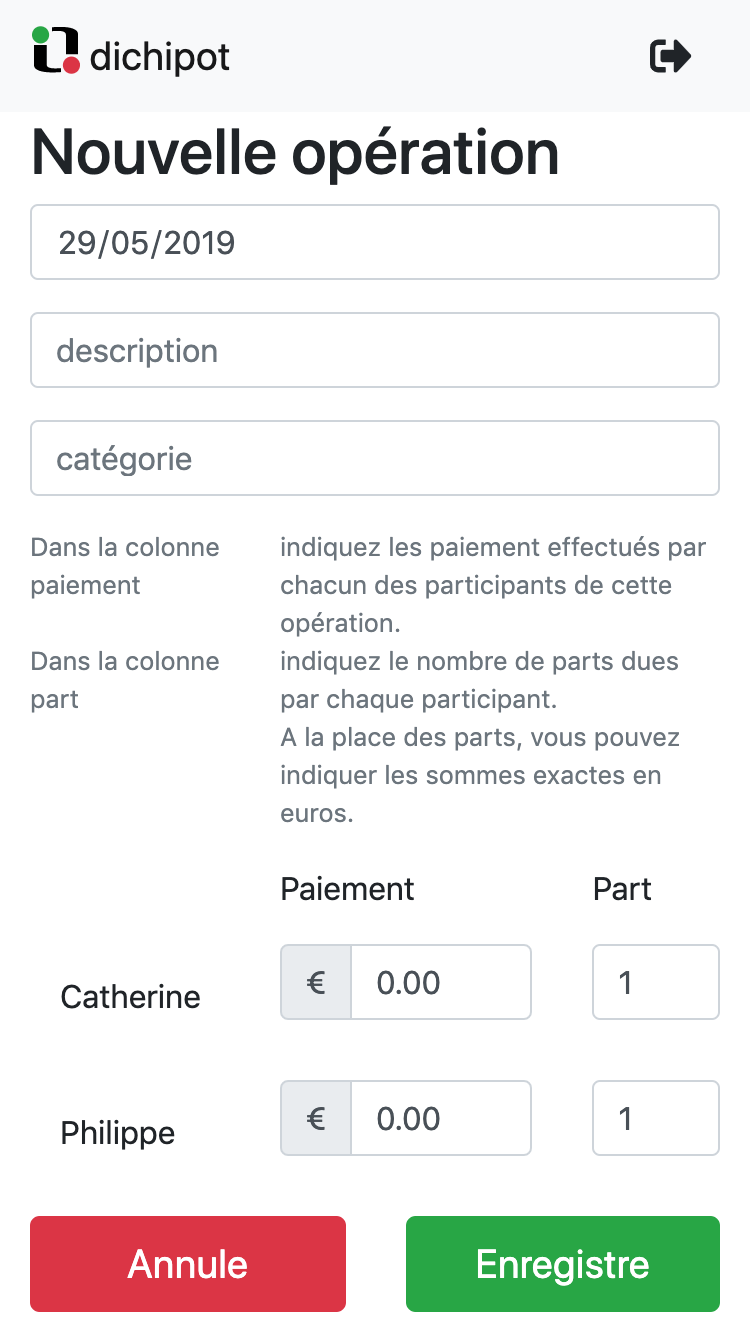 dichipot
Nouvelle opération
29/05/2019
description
catégorie
Dans la colonne
paiement
indiquez les paiement effectués par
chacun des participants de cette
opération.
Dans la colonne
part
indiquez le nombre de parts dues
par chaque participant.
A la place des parts, vous pouvez
indiquer les sommes exactes en
euros.
Paiement Part
Catherine € 0.00 1
Philippe € 0.00 1
Annule Enregistre